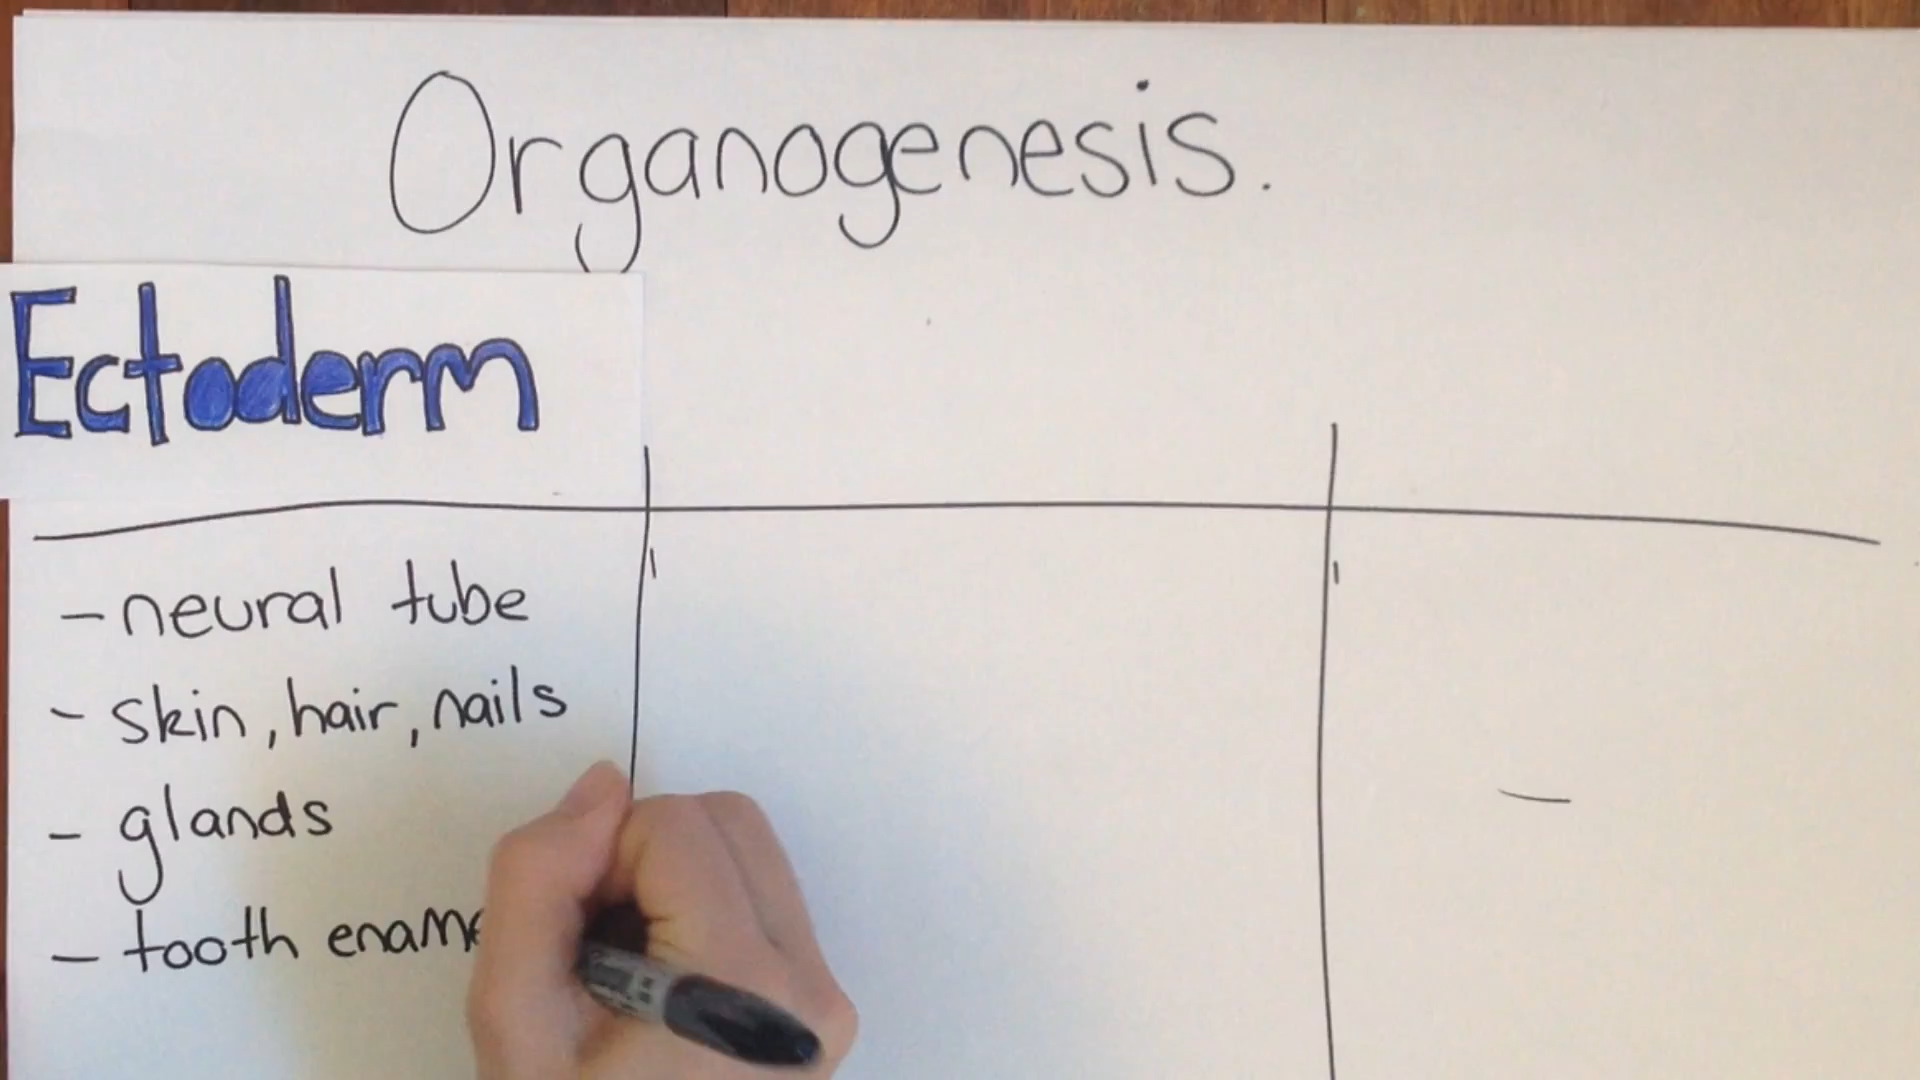 Organogenesis.
Ectoderm
- neural tube
- skin, hair, nails
- glands
- tooth